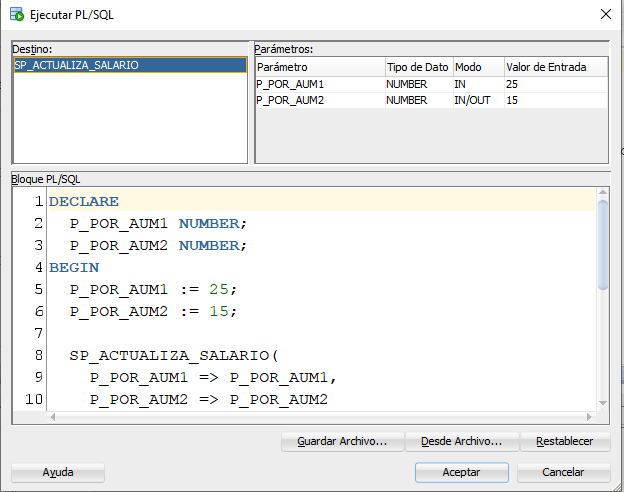 Ejecutar PL/SQL
Destino:
SP_ACTUALIZA_SALARIO
Parámetros:
Parámetro Tipo de Dato Modo Valor de Entrada
P_POR_AUM1 NUMBER IN 25
P_POR_AUM2 NUMBER IN/OUT 15
Bloque PL/SQL
1 DECLARE
2 P_POR_AUM1 NUMBER;
3 P_POR_AUM2 NUMBER;
4 BEGIN
5 P_POR_AUM1 := 25;
6 P_POR_AUM2 := 15;
7
8 SP_ACTUALIZA_SALARIO(
9 P_POR_AUM1 => P_POR_AUM1,
10 P_POR_AUM2 => P_POR_AUM2
Guardar Archivo... Desde Archivo... Restablecer
Ayuda Aceptar Cancelar